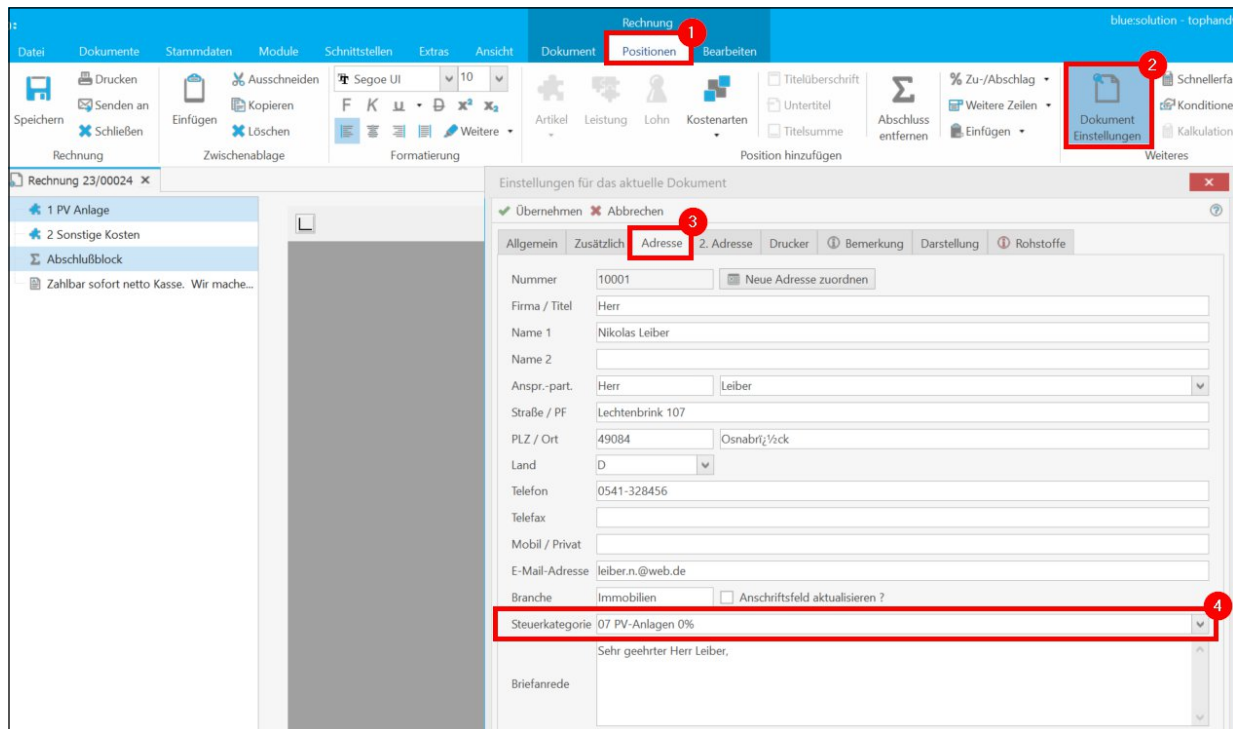 Rechnung
blue:solution - tophand
1
Datei Dokumente Stammdaten Module Schnittstellen Extras Ansicht Dokument Positionen Bearbeiten
2
Speichern
Drucken
Senden an
Schließen
Rechnung
Einfügen
Ausschneiden
Kopieren
Löschen
Zwischenablage
Segoe UI 10
F K u D x² x₂
Weitere
Formatierung
Artikel Leistung Lohn Kostenarten
Titelüberschrift
Untertitel
Titelsumme
Abschluss
entfernen
% Zu-/Abschlag
Weitere Zeilen
Einfügen
Position hinzufügen
Dokument
Einstellungen
Schnellerfa
Konditione
Kalkulation
Weiteres
Rechnung 23/00024
1 PV Anlage
2 Sonstige Kosten
Σ Abschlußblock
Zahlbar sofort netto Kasse. Wir mache...
Einstellungen für das aktuelle Dokument
Übernehmen Abbrechen
3
Allgemein Zusätzlich Adresse 2. Adresse Drucker Bemerkung Darstellung Rohstoffe
Nummer 10001 Neue Adresse zuordnen
Firma / Titel Herr
Name 1 Nikolas Leiber
Name 2
Anspr.-part. Herr Leiber
Straße / PF Lechtenbrink 107
PLZ / Ort 49084 Osnabrï¿½ck
Land D
Telefon 0541-328456
Telefax
Mobil / Privat
E-Mail-Adresse leiber.n.@web.de
Branche Immobilien Anschriftsfeld aktualisieren ?
4
Steuerkategorie 07 PV-Anlagen 0%
Briefanrede Sehr geehrter Herr Leiber,